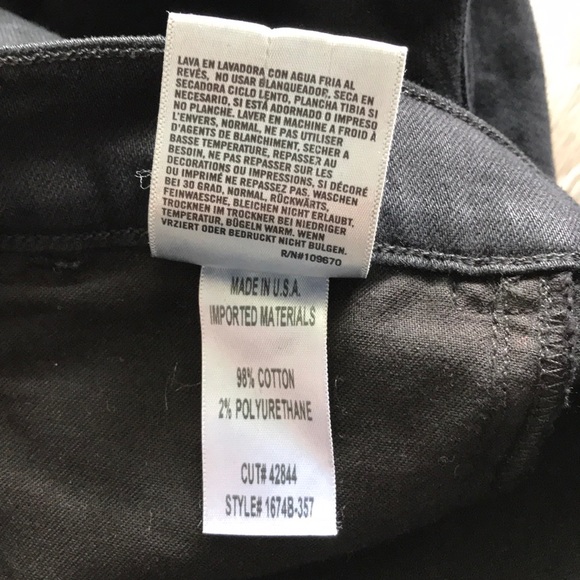 LAVA EN LAVADORA CON AGUA FRIA AL
REVÉS, NO USAR BLANQUEADOR, SECA EN
SECADORA CICLO LENTO, PLANCHA TIBIA SI
NECESARIO, SI ESTÁ ADORNADO O IMPRESO
NO PLANCHE. LAVER EN MACHINE A FROID À
L'ENVERS, NORMAL, NE PAS UTILISER
D'AGENTS DE BLANCHIMENT, SECHER A
BASSE TEMPERATURE, REPASSER AU
BESOIN, NE PAS REPASSER SUR LES
DECORATIONS OU IMPRESSIONS, SI DÉCORÉ
OU IMPRIMÉ NE REPASSEZ PAS. WASCHEN
BEI 30 GRAD, NORMAL, RÜCKWÄRTS,
FEINWAESCHE, BLEICHEN NICHT ERLAUBT,
TROCKNEN IM TROCKNER BEI NIEDRIGER
TEMPERATUR, BÜGELN WARM. WENN
VRZIERT ODER BEDRUCKT NICHT BULGEN.
R/N#109670
MADE IN U.S.A.
IMPORTED MATERIALS
98% COTTON
2% POLYURETHANE
CUT# 42844
STYLE# 1674B-357